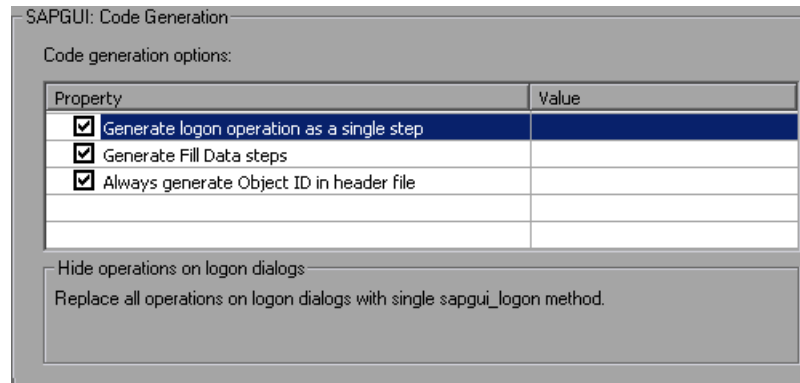 SAPGUI: Code Generation
Code generation options:
Property Value
Generate logon operation as a single step
Generate Fill Data steps
Always generate Object ID in header file
Hide operations on logon dialogs
Replace all operations on logon dialogs with single sapgui_logon method.